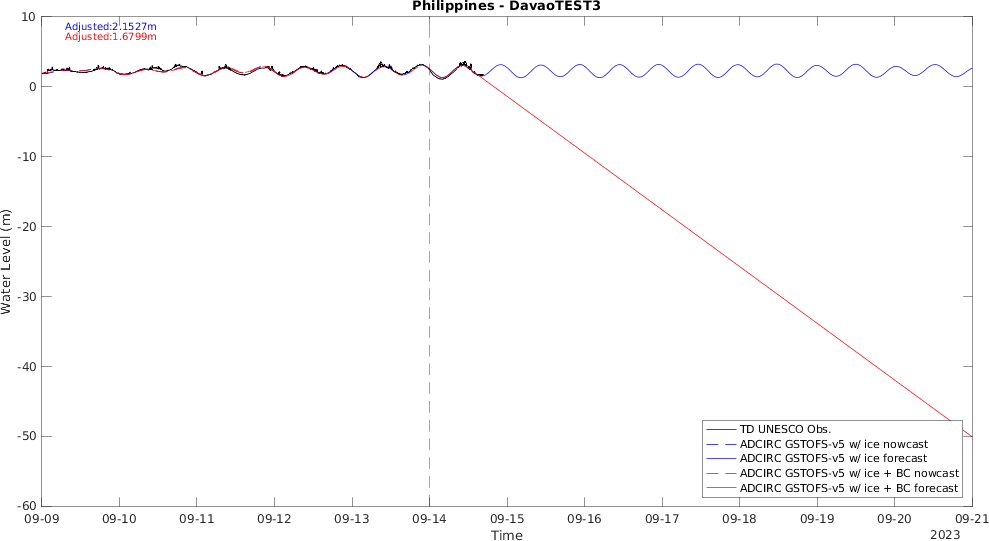 Philippines - DavaoTEST3
Adjusted:2.1527m
Adjusted:1.6799m
Water Level (m)
10
0
-10
-20
-30
-40
-50
-60
09-09
09-10
09-11
09-12
09-13
09-14
09-15
09-16
09-17
09-18
09-19
09-20
09-21
Time
2023
TD UNESCO Obs.
ADCIRC GSTOFS-v5 w/ ice nowcast
ADCIRC GSTOFS-v5 w/ ice forecast
ADCIRC GSTOFS-v5 w/ ice + BC nowcast
ADCIRC GSTOFS-v5 w/ ice + BC forecast